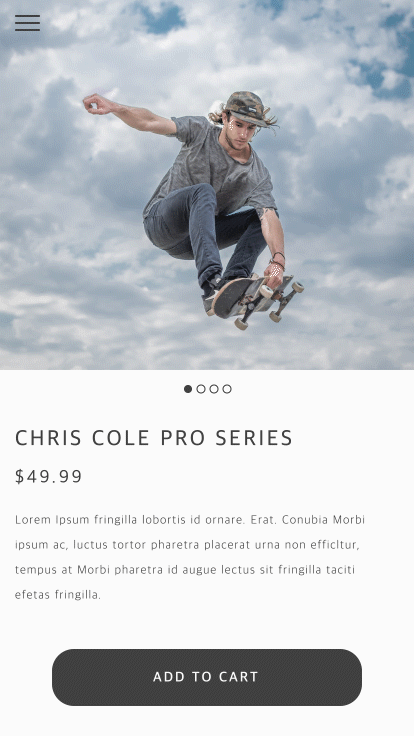 CHRIS COLE PRO SERIES
$49.99
Lorem Ipsum fringilla lobortis id ornare. Erat. Conubia Morbi
ipsum ac, luctus tortor pharetra placerat urna non efficltur,
tempus at Morbi pharetra id augue lectus sit fringilla taciti
efetas fringilla.
ADD TO CART